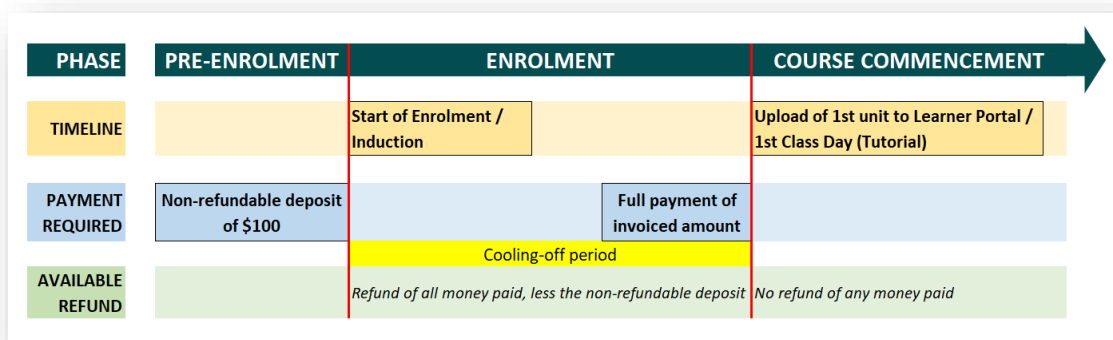 PHASE
PRE-ENROLMENT
ENROLMENT
COURSE COMMENCEMENT
TIMELINE
Start of Enrolment /
Induction
Upload of 1st unit to Learner Portal /
1st Class Day (Tutorial)
PAYMENT
REQUIRED
Non-refundable deposit
of $100
Full payment of
invoiced amount
Cooling-off period
AVAILABLE
REFUND
Refund of all money paid, less the non-refundable deposit
No refund of any money paid